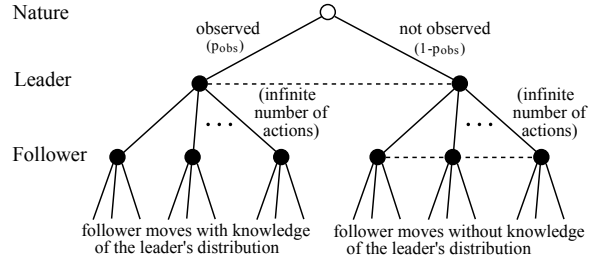 Nature
observed
(pobs)
not observed
(1-pobs)
Leader
(infinite
number of
actions)
(infinite
number of
actions)
. . .
. . .
Follower
follower moves with knowledge
of the leader's distribution
follower moves without knowledge
of the leader's distribution